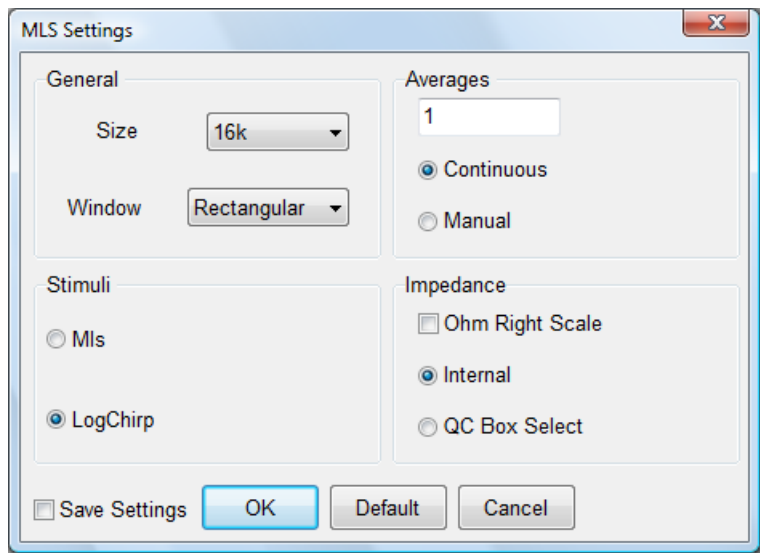 MLS Settings
General
Size
16k
Window
Rectangular
Averages
1
Continuous
Manual
Stimuli
Mls
LogChirp
Impedance
Ohm Right Scale
Internal
QC Box Select
Save Settings
OK
Default
Cancel